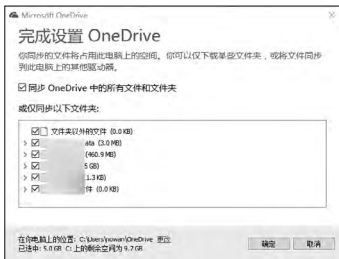 Microsoft OneDrive
完成设置 OneDrive
你同步的文件将占用此电脑上的空间。你可以仅下载某些文件夹，或将文件同步
到此电脑上的其他驱动器。
同步 OneDrive 中的所有文件和文件夹
或仅同步以下文件夹:
文件夹以外的文件 (0.0 KB)
ata (3.0 MB)
(460.9 MB)
5 GB)
1.3 KB)
件 (0.0 KB)
在你电脑上的位置: C:\Users\nowan\OneDrive 更改
已选中: 5.0 GB C: 上的剩余空间为 9.7 GB
确定
取消